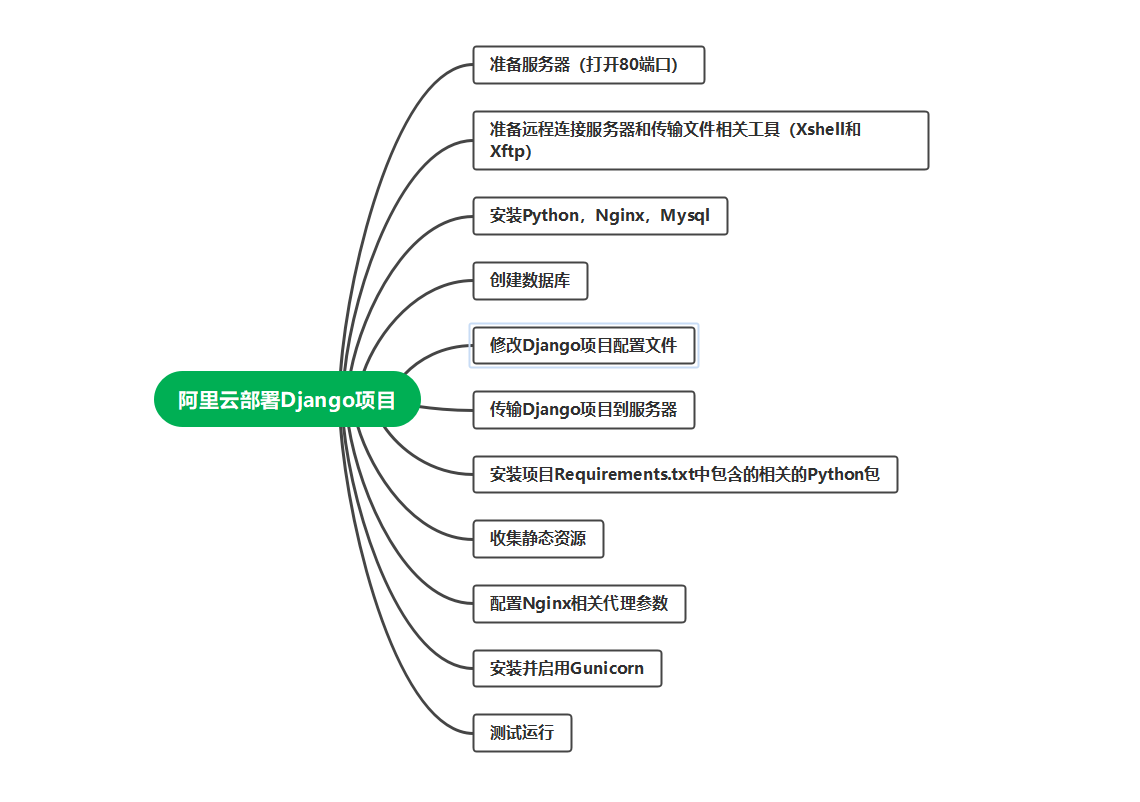 准备服务器（打开80端口）
准备远程连接服务器和传输文件相关工具（Xshell和
Xftp）
安装Python，Nginx，Mysql
创建数据库
修改Django项目配置文件
阿里云部署Django项目
传输Django项目到服务器
安装项目Requirements.txt中包含的相关的Python包
收集静态资源
配置Nginx相关代理参数
安装并启用Gunicorn
测试运行